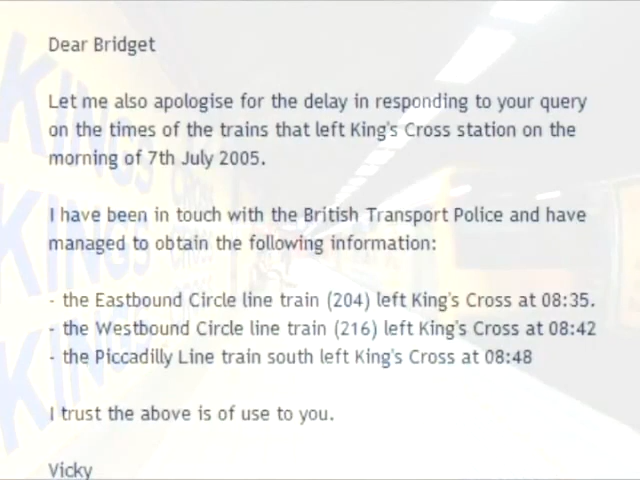 Dear Bridget
Let me also apologise for the delay in responding to your query
on the times of the trains that left King's Cross station on the
morning of 7th July 2005.
I have been in touch with the British Transport Police and have
managed to obtain the following information:
- the Eastbound Circle line train (204) left King's Cross at 08:35.
- the Westbound Circle line train (216) left King's Cross at 08:42
- the Piccadilly Line train south left King's Cross at 08:48
I trust the above is of use to you.
Vicky
KINGS
KINGS
KINGS